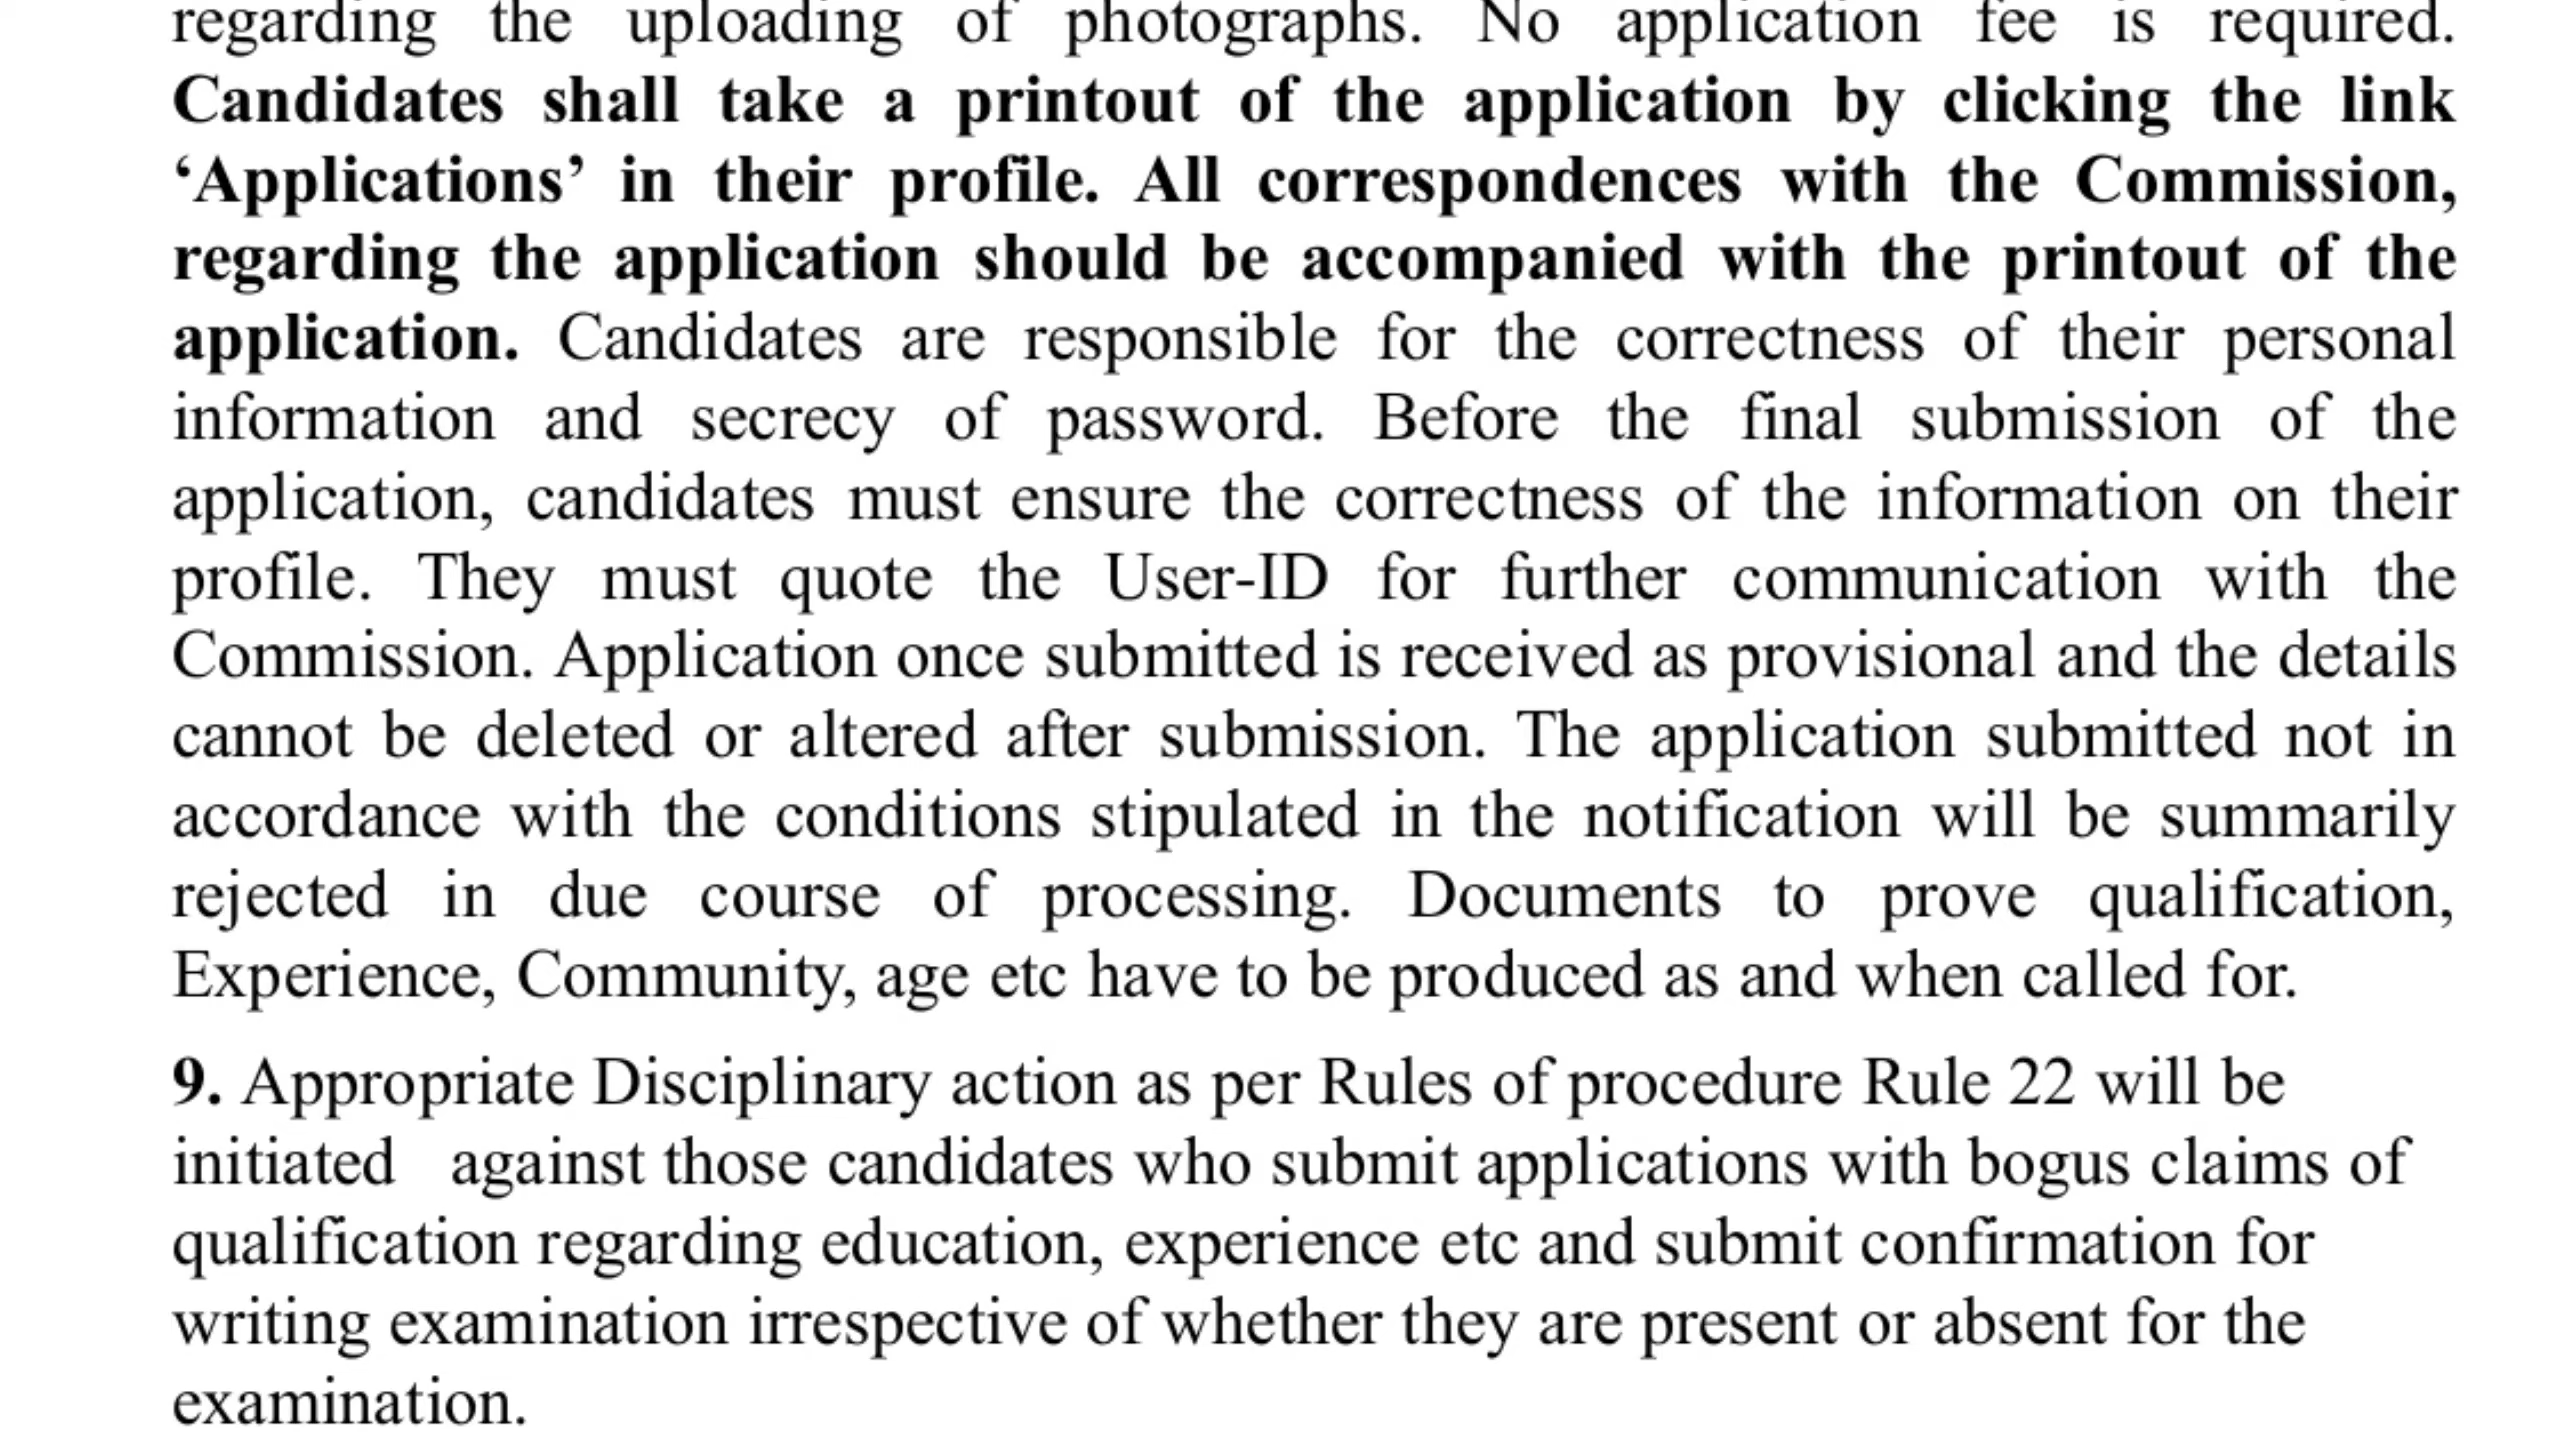 regarding the uploading of photographs. No application fee is required.
Candidates shall take a printout of the application by clicking the link
‘Applications’ in their profile. All correspondences with the Commission,
regarding the application should be accompanied with the printout of the
application. Candidates are responsible for the correctness of their personal
information and secrecy of password. Before the final submission of the
application, candidates must ensure the correctness of the information on their
profile. They must quote the User-ID for further communication with the
Commission. Application once submitted is received as provisional and the details
cannot be deleted or altered after submission. The application submitted not in
accordance with the conditions stipulated in the notification will be summarily
rejected in due course of processing. Documents to prove qualification,
Experience, Community, age etc have to be produced as and when called for.
9. Appropriate Disciplinary action as per Rules of procedure Rule 22 will be
initiated against those candidates who submit applications with bogus claims of
qualification regarding education, experience etc and submit confirmation for
writing examination irrespective of whether they are present or absent for the
examination.